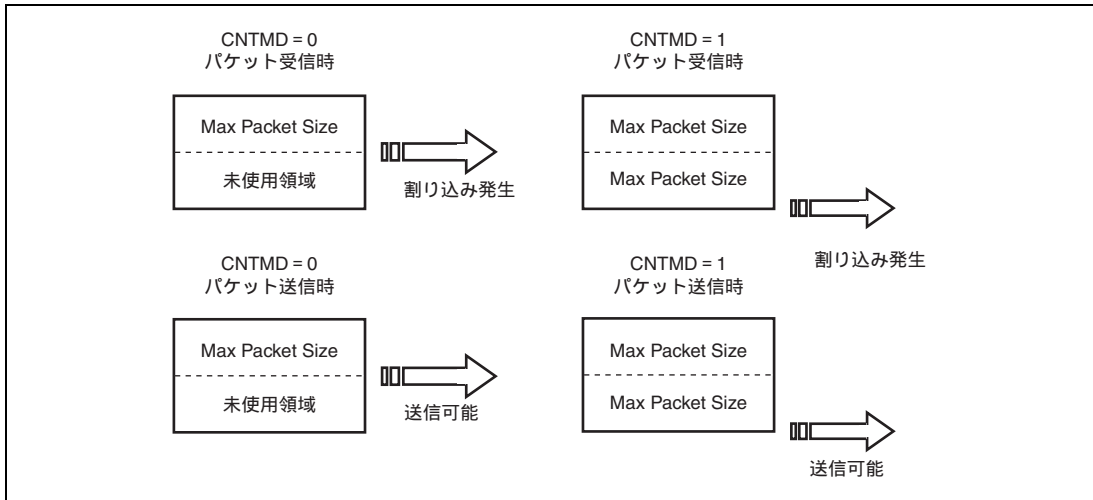 CNTMD = 0
パケット受信時
Max Packet Size
未使用領域
割り込み発生
CNTMD = 1
パケット受信時
Max Packet Size
Max Packet Size
割り込み発生
CNTMD = 0
パケット送信時
Max Packet Size
未使用領域
送信可能
CNTMD = 1
パケット送信時
Max Packet Size
Max Packet Size
送信可能